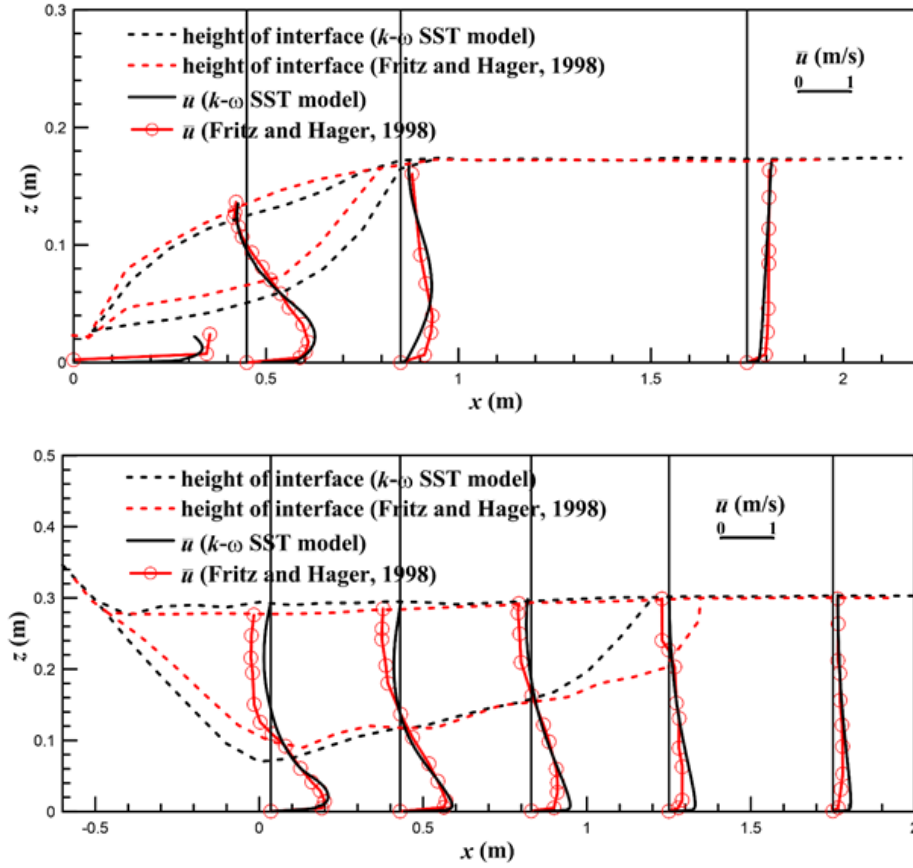 0.3
height of interface (k-ω SST model)
height of interface (Fritz and Hager, 1998)
ū (k-ω SST model)
ū (Fritz and Hager, 1998)
ū (m/s)
0 1
0.2
z (m)
0.1
0
0 0.5 1 1.5 2
x (m)
0.5
height of interface (k-ω SST model)
height of interface (Fritz and Hager, 1998)
ū (k-ω SST model)
ū (Fritz and Hager, 1998)
ū (m/s)
0 1
0.4
0.3
z (m)
0.2
0.1
0
-0.5 0 0.5 1 1.5 2
x (m)